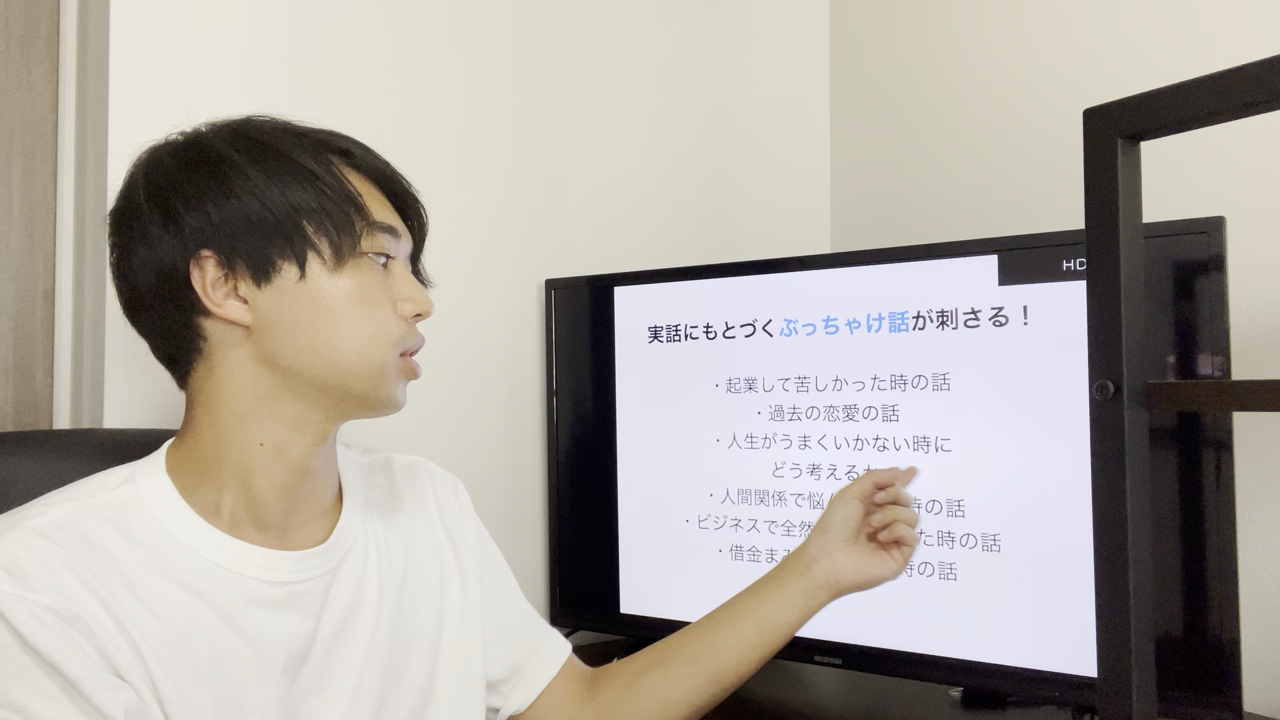 HD
実話にもとづくぶっちゃけ話が刺さる！
・起業して苦しかった時の話
・過去の恋愛の話
・人生がうまくいかない時に
どう考えるか
・人間関係で悩 時の話
・ビジネスで全然 た時の話
・借金ま 時の話